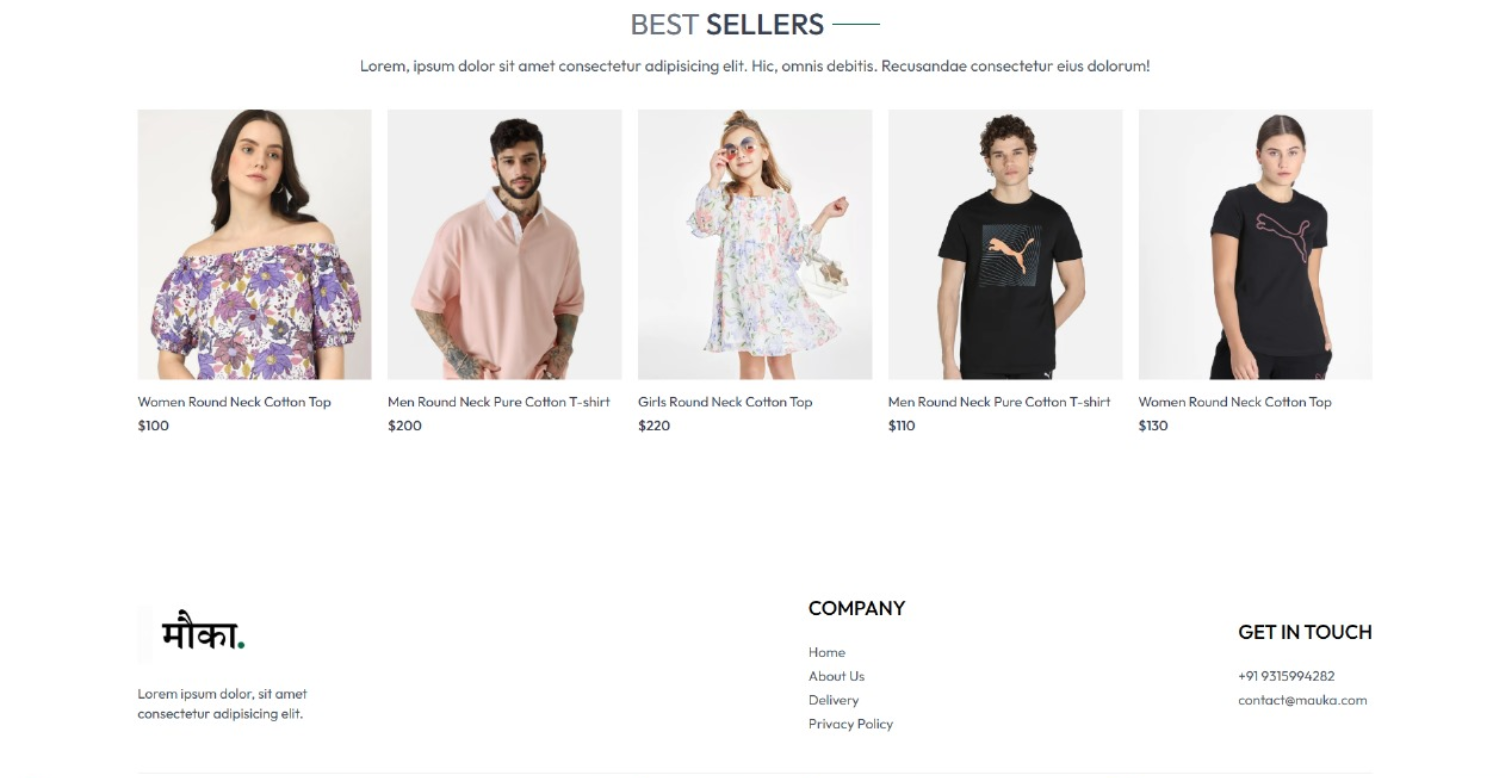 BEST SELLERS
Lorem, ipsum dolor sit amet consectetur adipisicing elit. Hic, omnis debitis. Recusandae consectetur eius dolorum!
Women Round Neck Cotton Top
$100
Men Round Neck Pure Cotton T-shirt
$200
Girls Round Neck Cotton Top
$220
Men Round Neck Pure Cotton T-shirt
$110
Women Round Neck Cotton Top
$130
मौका.
Lorem ipsum dolor, sit amet
consectetur adipisicing elit.
COMPANY
Home
About Us
Delivery
Privacy Policy
GET IN TOUCH
+91 9315994282
contact@mauka.com